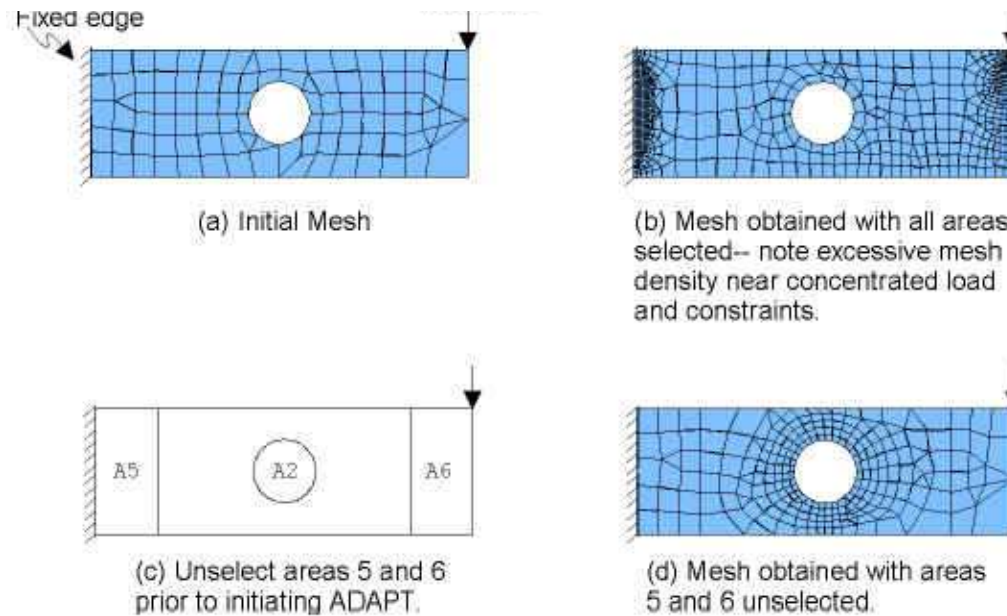 Fixed edge
(a) Initial Mesh
(b) Mesh obtained with all areas
selected-- note excessive mesh
density near concentrated load
and constraints.
A5
A2
A6
(c) Unselect areas 5 and 6
prior to initiating ADAPT.
(d) Mesh obtained with areas
5 and 6 unselected.